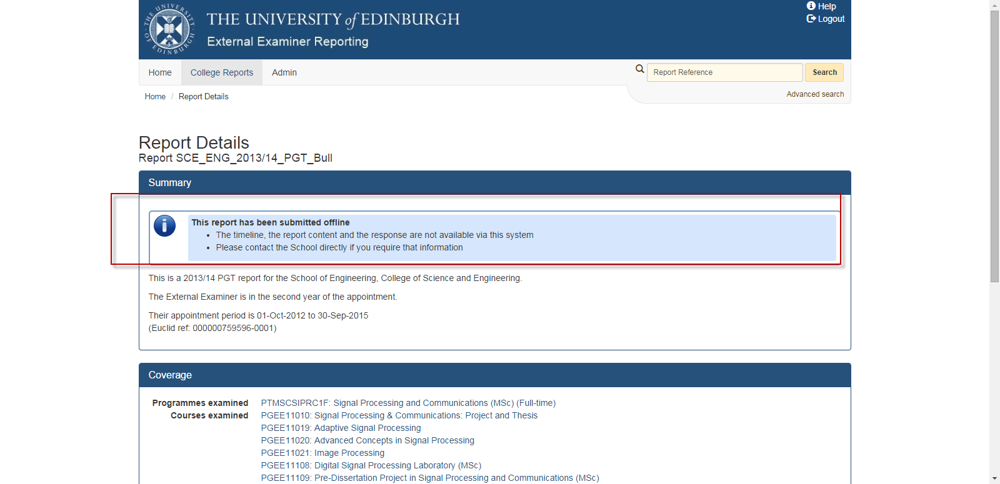 THE UNIVERSITY of EDINBURGH
THE UNIVERSITY OF EDINBURGH
External Examiner Reporting
Help
Logout
Home
College Reports
Admin
Report Reference
Search
Home / Report Details
Advanced search
Report Details
Report SCE_ENG_2013/14_PGT_Bull
Summary
This report has been submitted offline
• The timeline, the report content and the response are not available via this system
• Please contact the School directly if you require that information
This is a 2013/14 PGT report for the School of Engineering, College of Science and Engineering.
The External Examiner is in the second year of the appointment.
Their appointment period is 01-Oct-2012 to 30-Sep-2015
(Euclid ref: 000000759596-0001)
Coverage
Programmes examined PTMSCSIPRC1F: Signal Processing and Communications (MSc) (Full-time)
Courses examined PGEE11010: Signal Processing & Communications: Project and Thesis
PGEE11019: Adaptive Signal Processing
PGEE11020: Advanced Concepts in Signal Processing
PGEE11021: Image Processing
PGEE11108: Digital Signal Processing Laboratory (MSc)
PGEE11109: Pre-Dissertation Project in Signal Processing and Communications (MSc)